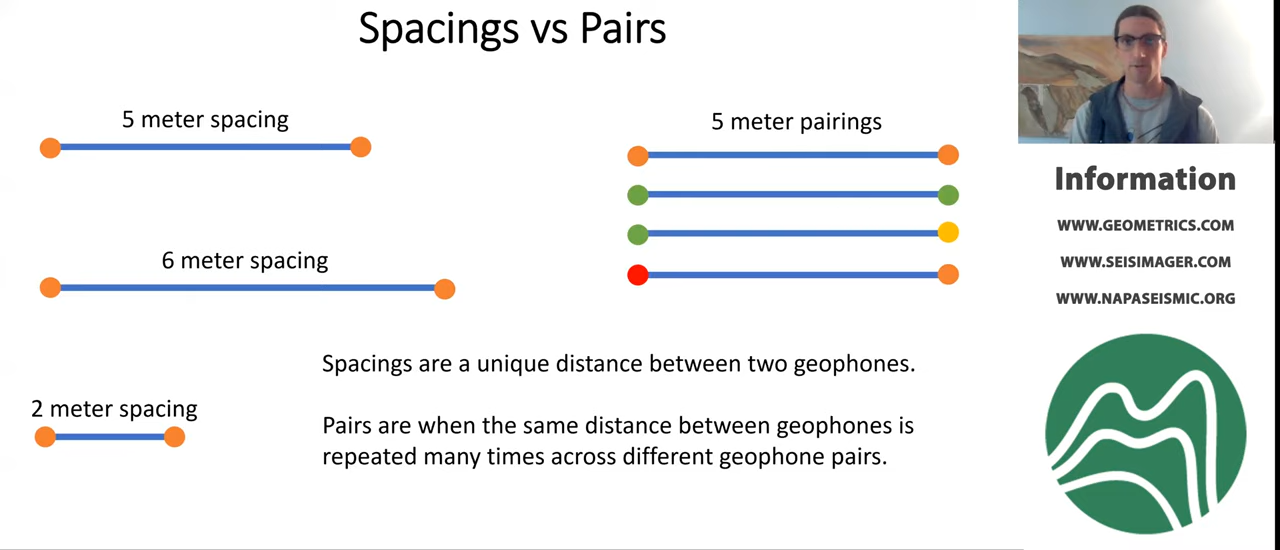 Spacings vs Pairs
5 meter spacing
5 meter pairings
6 meter spacing
2 meter spacing
Spacings are a unique distance between two geophones.
Pairs are when the same distance between geophones is
repeated many times across different geophone pairs.
Information
WWW.GEOMETRICS.COM
WWW.SEISIMAGER.COM
WWW.NAPASEISMIC.ORG